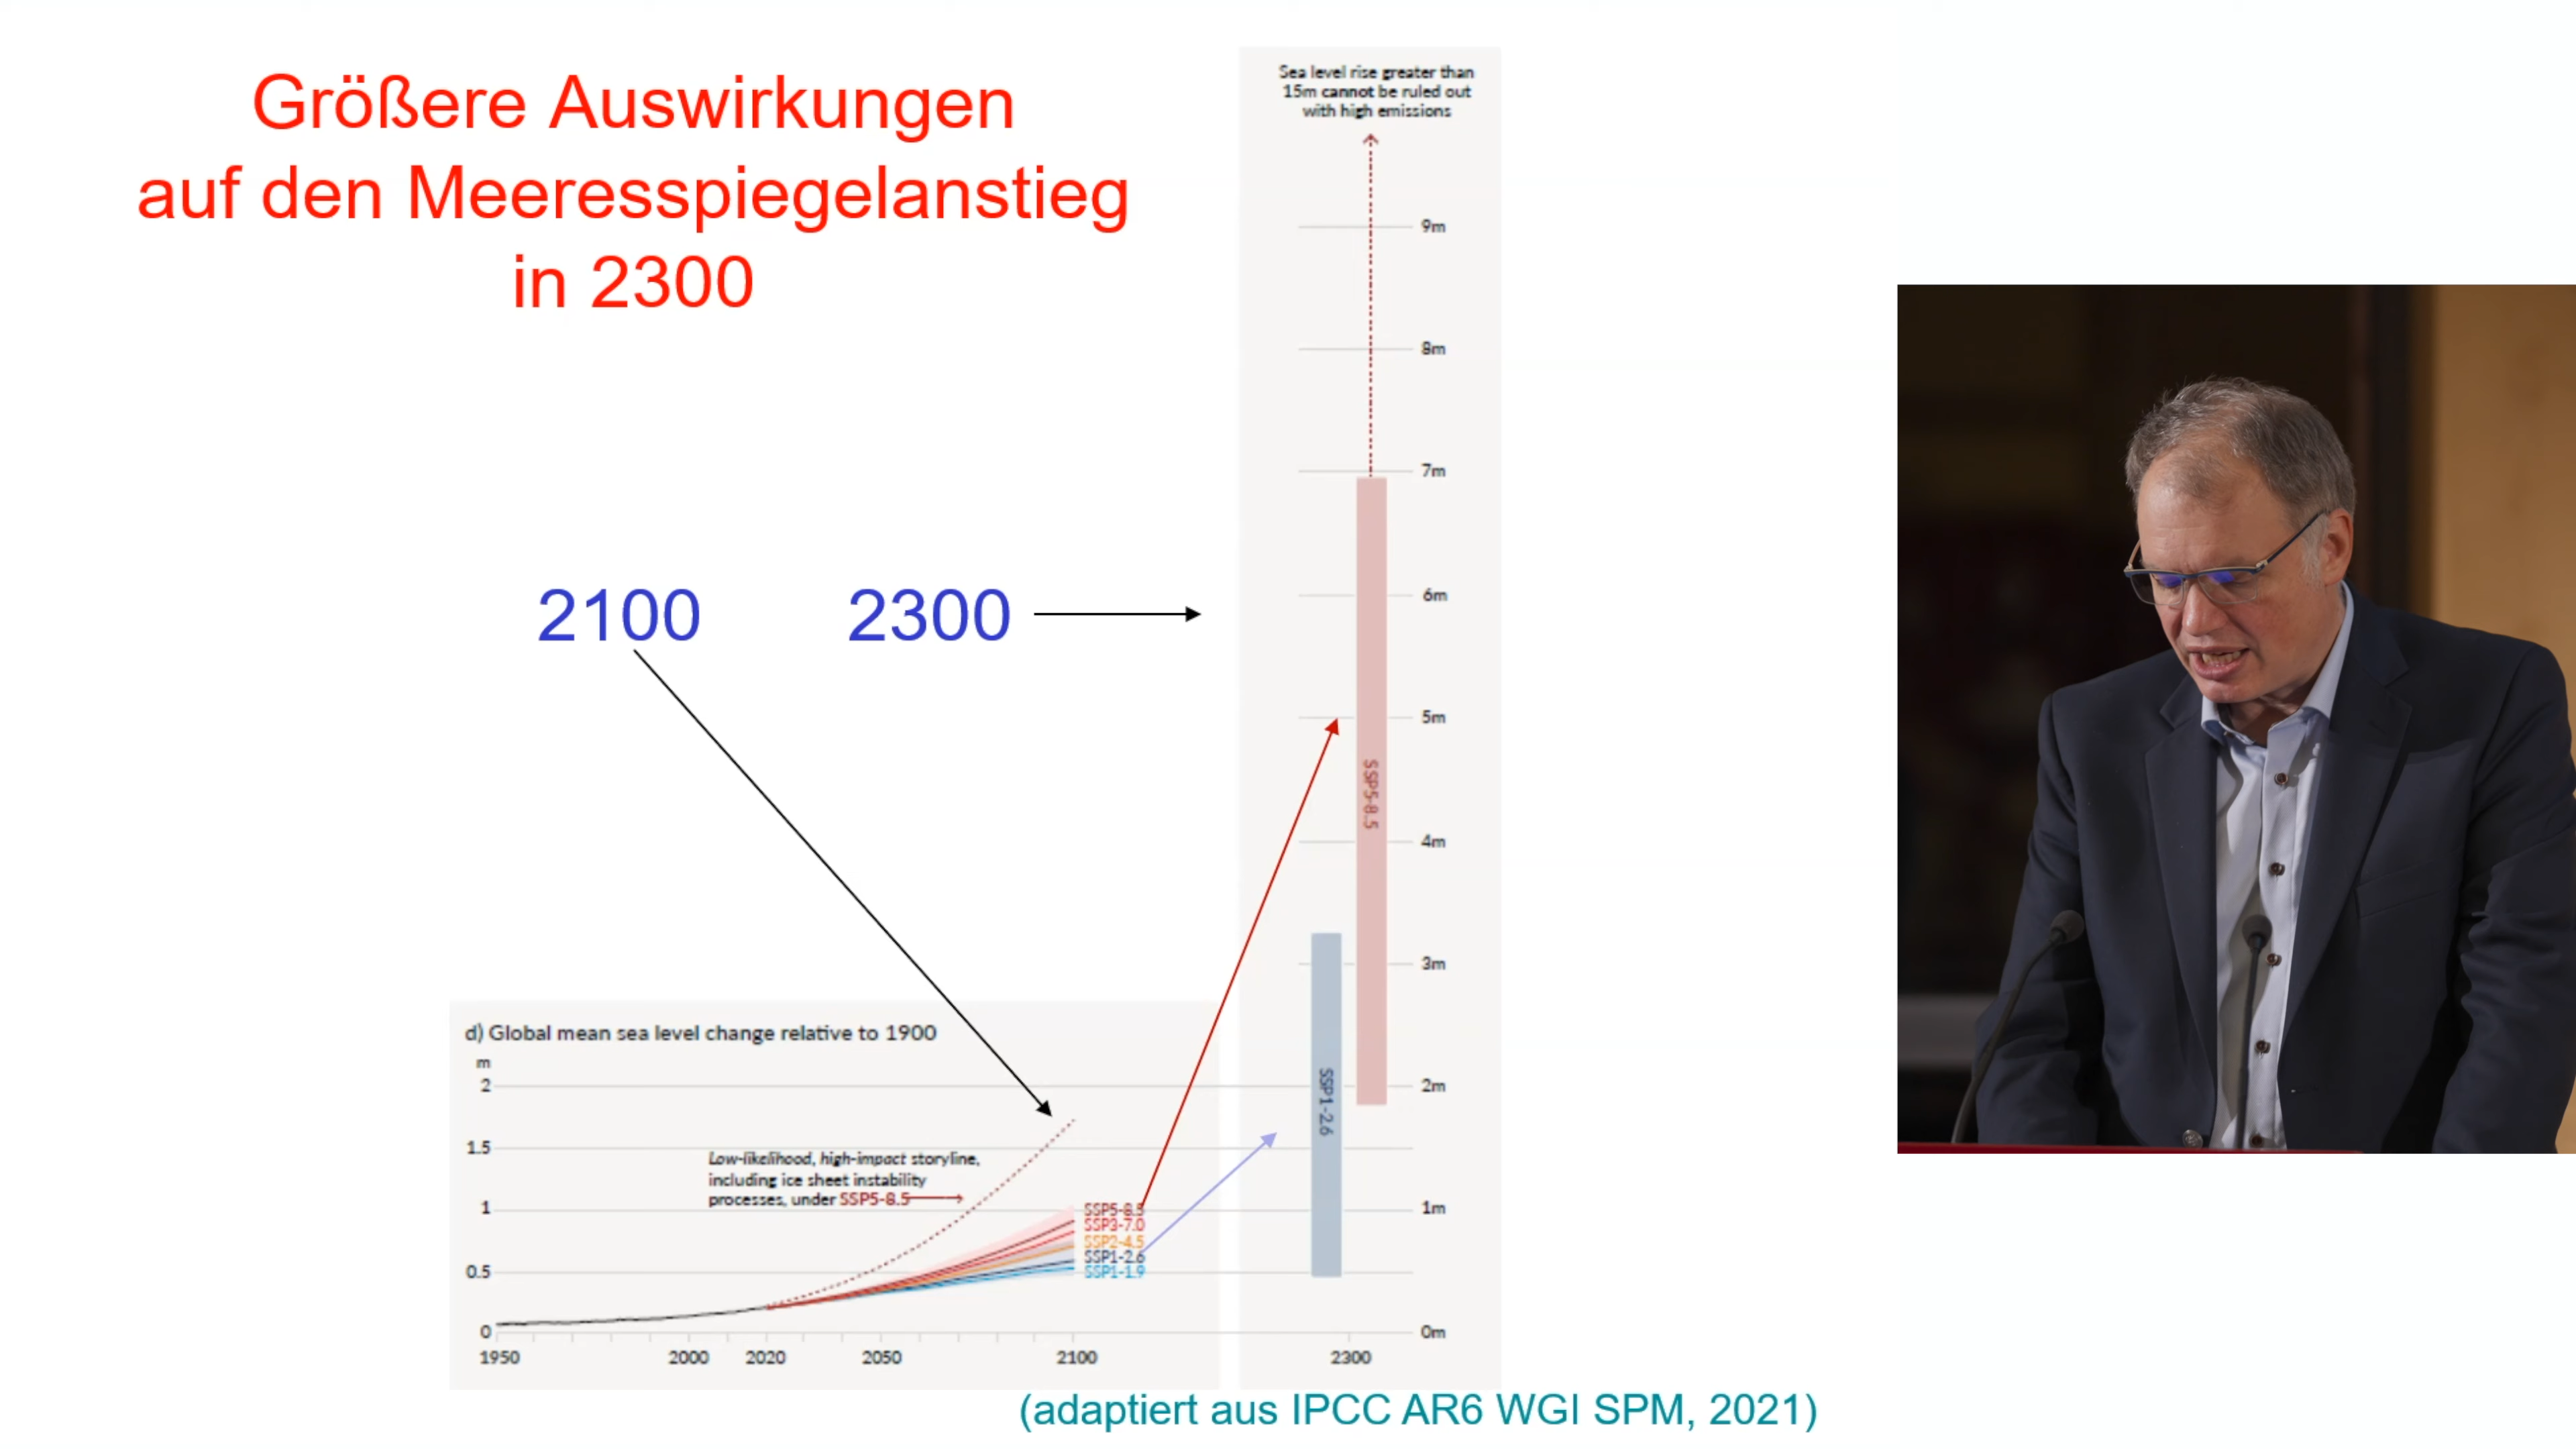 Größere Auswirkungen
auf den Meeresspiegelanstieg
in 2300
2100
2300
Sea level rise greater than
15m cannot be ruled out
with high emissions
9m
8m
7m
6m
5m
4m
3m
2m
1m
0m
SSP5-8.5
SSP1-2.6
2300
d) Global mean sea level change relative to 1900
m
2
1.5
1
0.5
0
Low-likelihood, high-impact storyline,
including ice sheet instability
processes, under SSP5-8.5
SSP5-8.5
SSP3-7.0
SSP2-4.5
SSP1-2.6
SSP1-1.9
1950
2000
2020
2050
2100
(adaptiert aus IPCC AR6 WGI SPM, 2021)